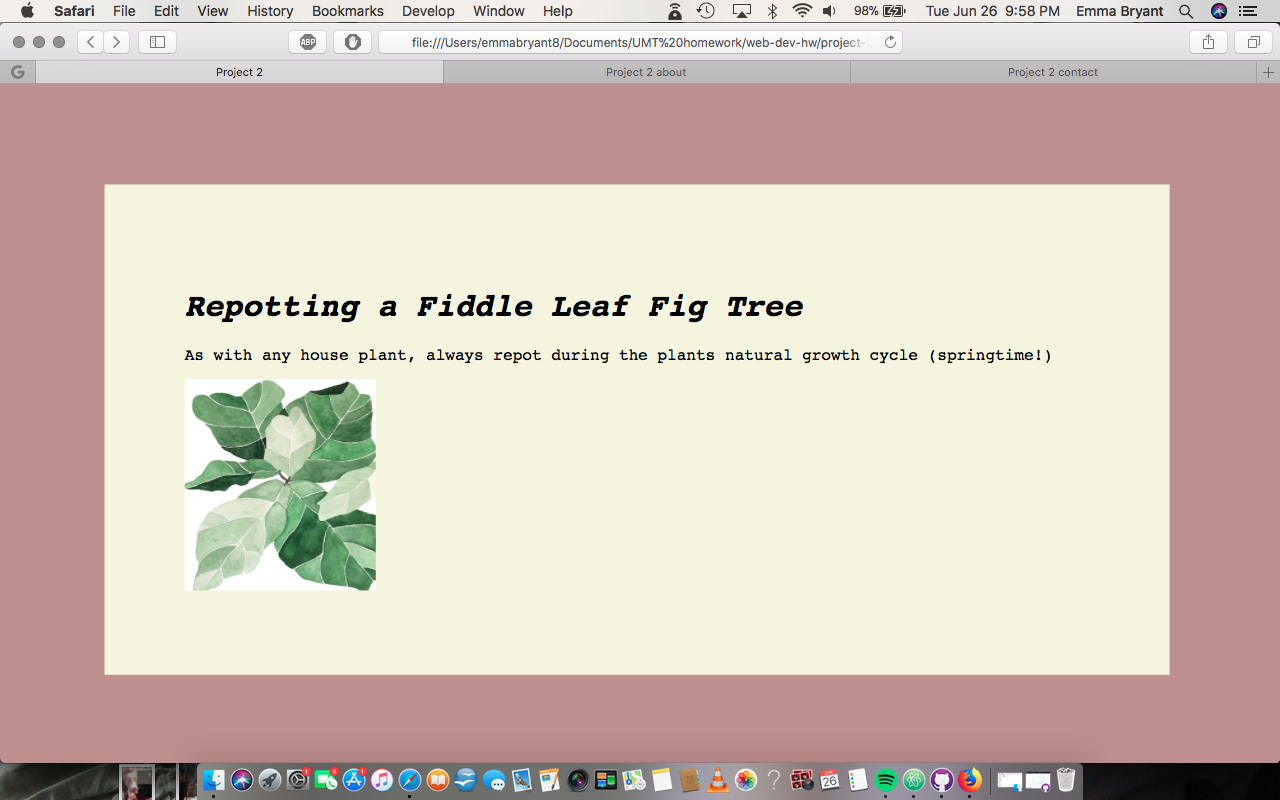 Safari File Edit View History Bookmarks Develop Window Help 98% Tue Jun 26 9:58 PM Emma Bryant
ABP file:///Users/emmabryant8/Documents/UMT%20homework/web-dev-hw/project-
G Project 2 Project 2 about Project 2 contact
Repotting a Fiddle Leaf Fig Tree
As with any house plant, always repot during the plants natural growth cycle (springtime!)